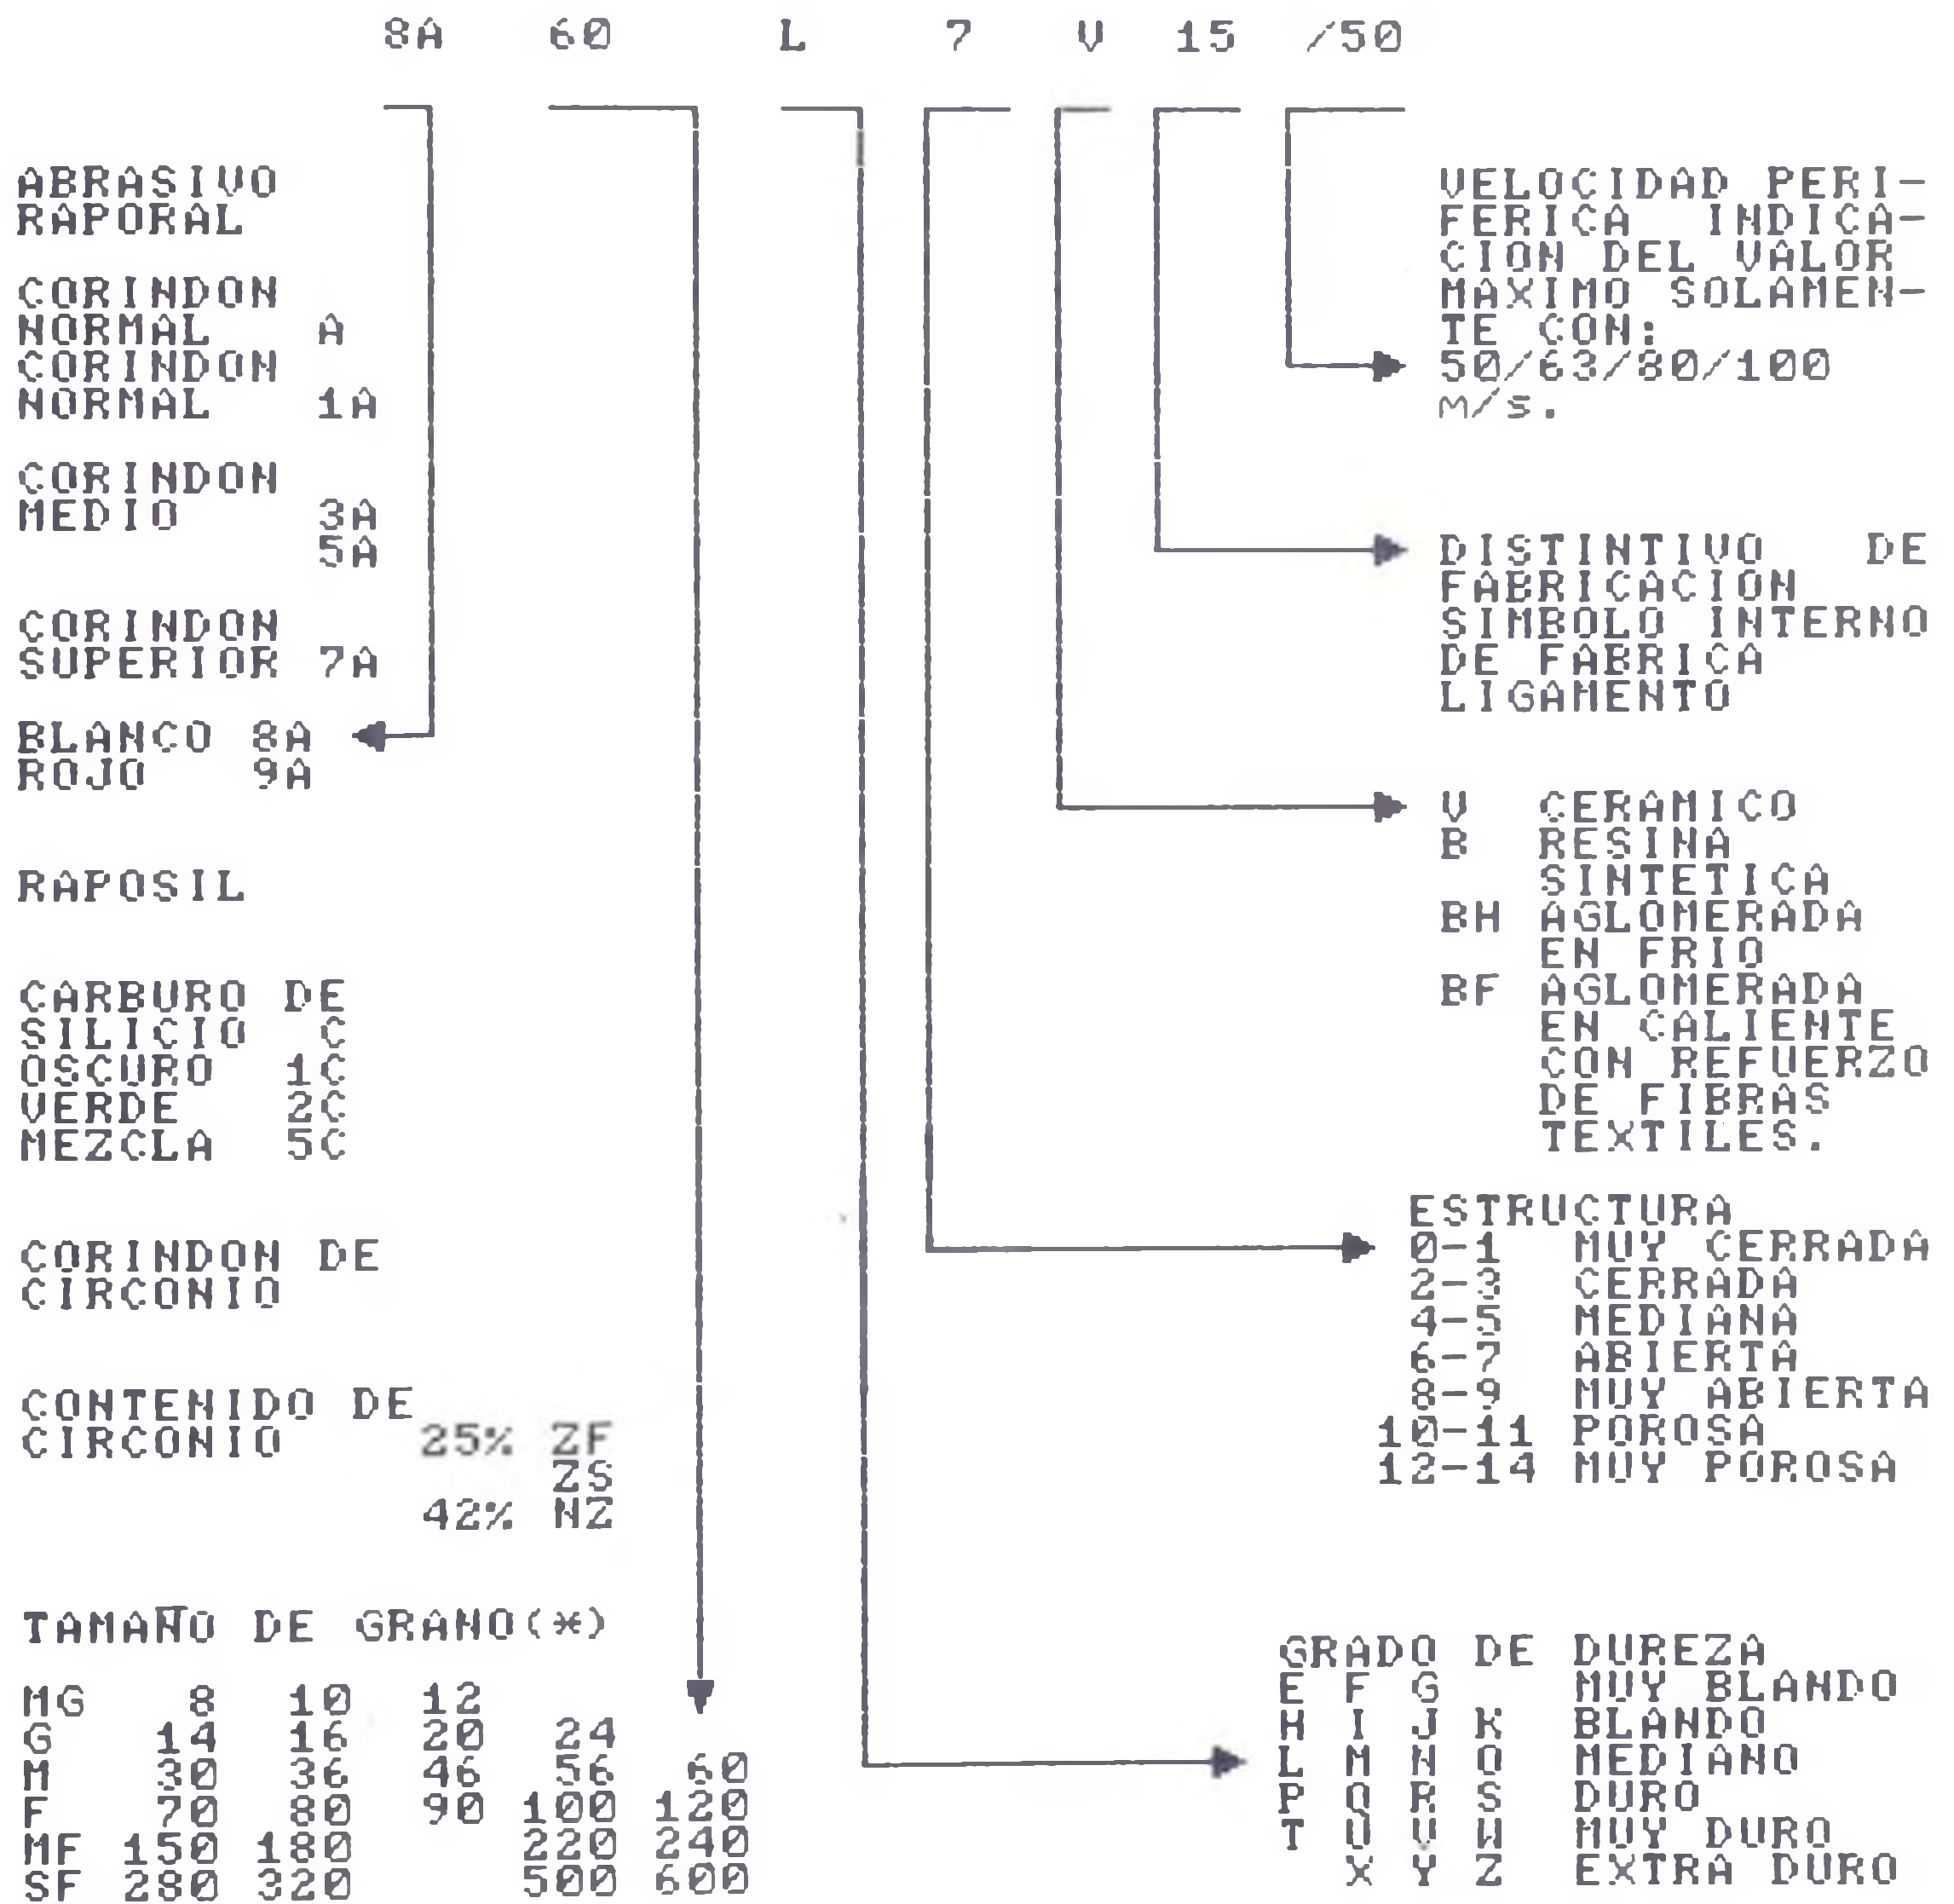 8A 60 L 7 V 15 /50
ABRASIVO
RAPORAL
CORINDON
NORMAL A
CORINDON
NORMAL 1A
CORINDON
MEDIO 3A
5A
CORINDON
SUPERIOR 7A
BLANCO 8A
ROJO 9A
RAPOSIL
CARBURO DE
SILICIO C
OSCURO 1C
VERDE 2C
MEZCLA 5C
CORINDON DE
CIRCONIO
CONTENIDO DE
CIRCONIO 25% ZF
ZS
42% NZ
TAMAÑO DE GRANO(*)
MG 8 10 12
G 14 16 20 24
M 30 36 46 56 60
F 70 80 90 100 120
MF 150 180 220 240
SF 280 320 500 600
VELOCIDAD PERI-
FERICA INDICA-
CION DEL VALOR
MAXIMO SOLAMEN-
TE CON:
50/63/80/100
m/s.
DISTINTIVO DE
FABRICACION
SIMBOLO INTERNO
DE FABRICA
LIGAMENTO
V CERAMICO
B RESINA
SINTETICA
BH AGLOMERADA
EN FRIO
BF AGLOMERADA
EN CALIENTE
CON REFUERZO
DE FIBRAS
TEXTILES.
ESTRUCTURA
0-1 MUY CERRADA
2-3 CERRADA
4-5 MEDIANA
6-7 ABIERTA
8-9 MUY ABIERTA
10-11 POROSA
12-14 MUY POROSA
GRADO DE DUREZA
E F G MUY BLANDO
H I J K BLANDO
L M N O MEDIANO
P Q R S DURO
T U V W MUY DURO
X Y Z EXTRA DURO